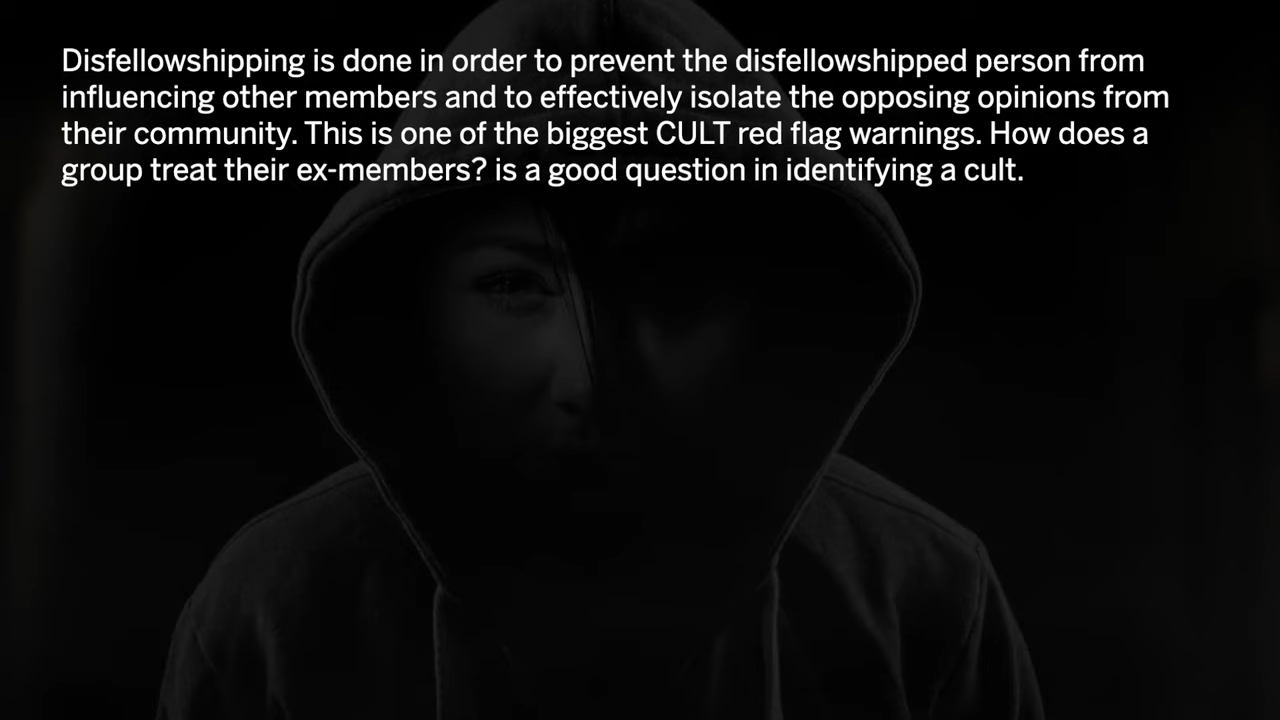 Disfellowshipping is done in order to prevent the disfellowshipped person from
influencing other members and to effectively isolate the opposing opinions from
their community. This is one of the biggest CULT red flag warnings. How does a
group treat their ex-members? is a good question in identifying a cult.